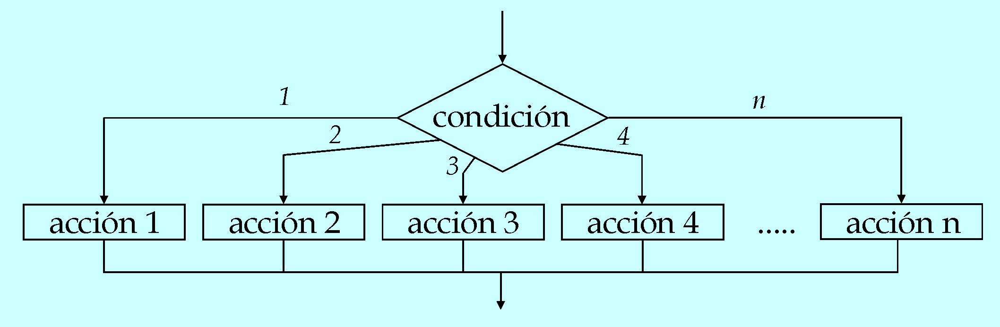 1
n
condición
2
4
3
acción 1
acción 2
acción 3
acción 4
.....
acción n